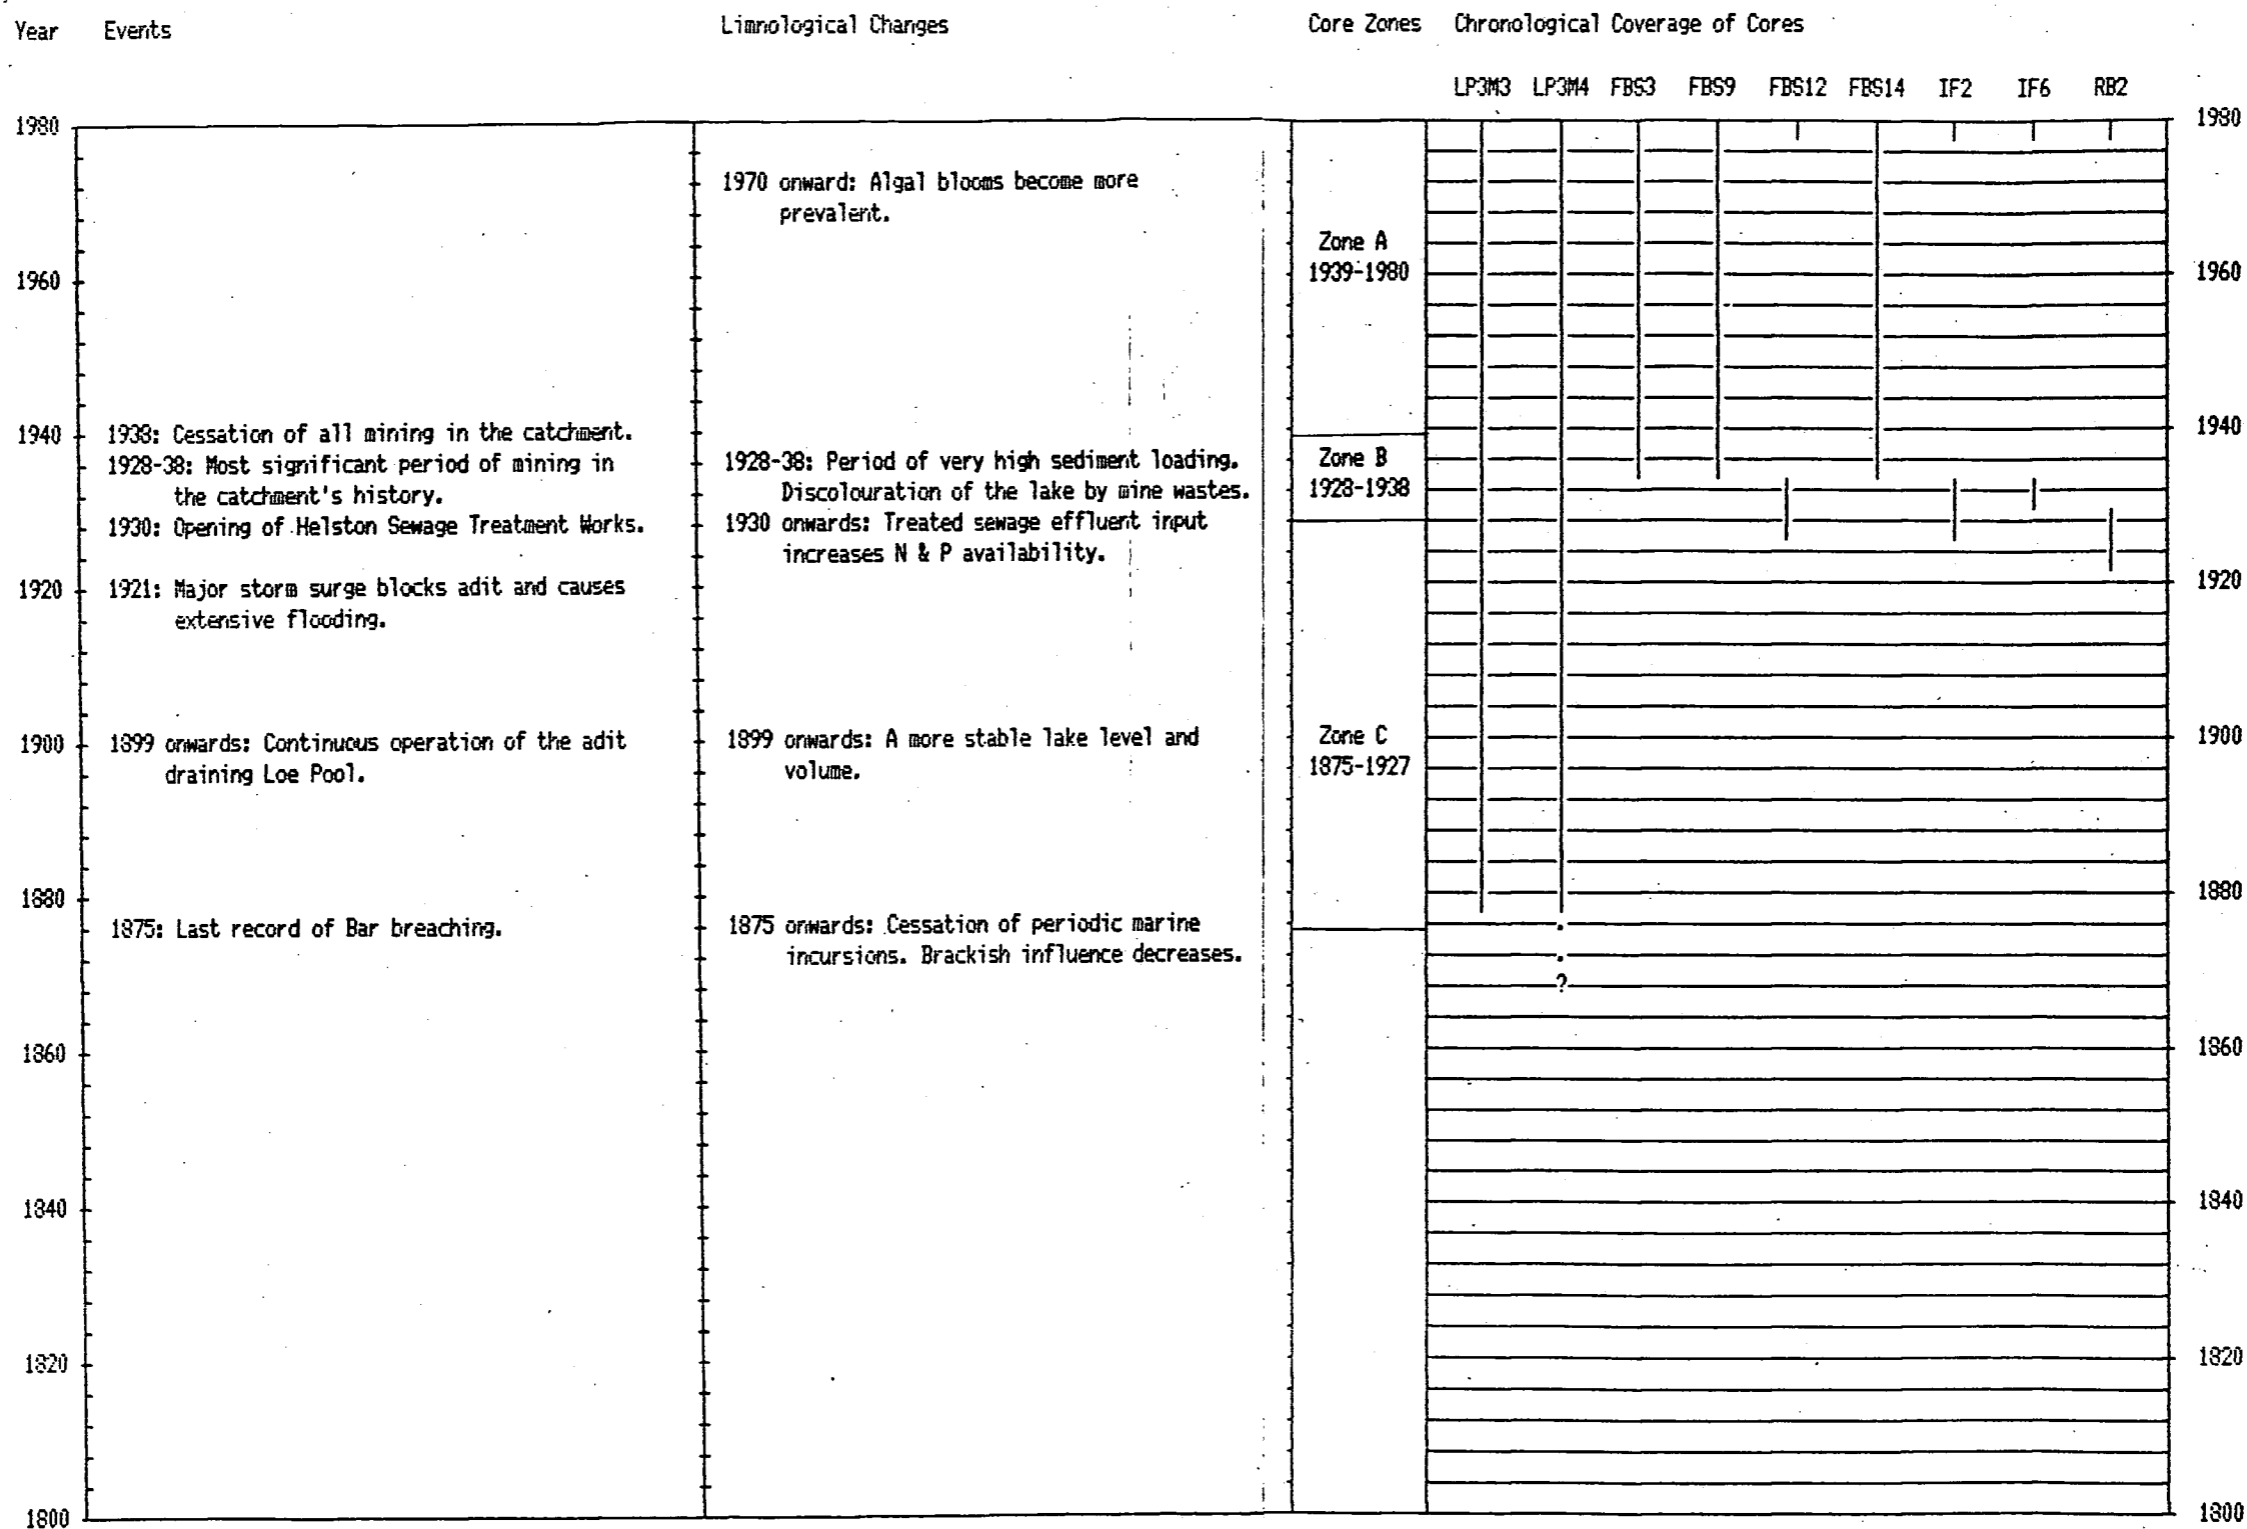 Year Events Limnological Changes Core Zones Chronological Coverage of Cores
LP3M3 LP3M4 FBS3 FBS9 FBS12 FBS14 IF2 IF6 RB2
1980 1980
1970 onward: Algal blooms become more
prevalent.
Zone A
1939-1980
1960 1960
1940 1940
1938: Cessation of all mining in the catchment.
1928-38: Most significant period of mining in
the catchment's history.
1930: Opening of Helston Sewage Treatment Works.
1928-38: Period of very high sediment loading.
Discolouration of the lake by mine wastes.
1930 onwards: Treated sewage effluent input
increases N & P availability.
Zone B
1928-1938
1920 1920
1921: Major storm surge blocks adit and causes
extensive flooding.
1900 1900
1899 onwards: Continuous operation of the adit
draining Loe Pool.
1899 onwards: A more stable lake level and
volume.
Zone C
1875-1927
1880 1880
1875: Last record of Bar breaching.
1875 onwards: Cessation of periodic marine
incursions. Brackish influence decreases.
?
1860 1860
1840 1840
1820 1820
1800 1800